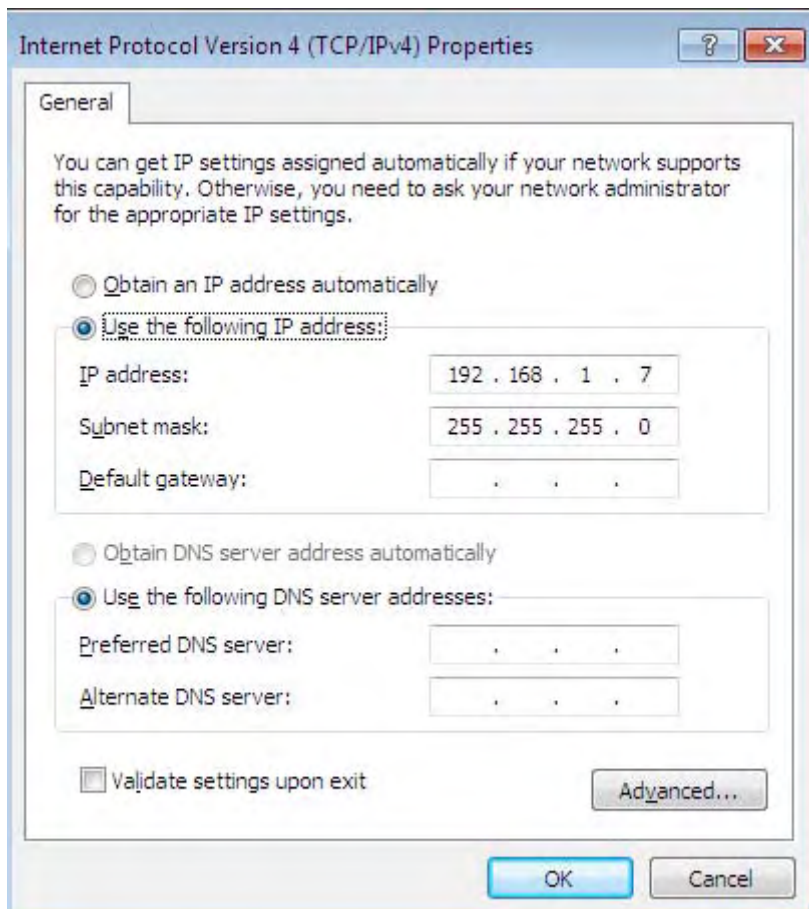 Internet Protocol Version 4 (TCP/IPv4) Properties
?
General
You can get IP settings assigned automatically if your network supports
this capability. Otherwise, you need to ask your network administrator
for the appropriate IP settings.
Obtain an IP address automatically
Use the following IP address:
IP address: 192 . 168 . 1 . 7
Subnet mask: 255 . 255 . 255 . 0
Default gateway: . . .
Obtain DNS server address automatically
Use the following DNS server addresses:
Preferred DNS server: . . .
Alternate DNS server: . . .
Validate settings upon exit
Advanced...
OK Cancel